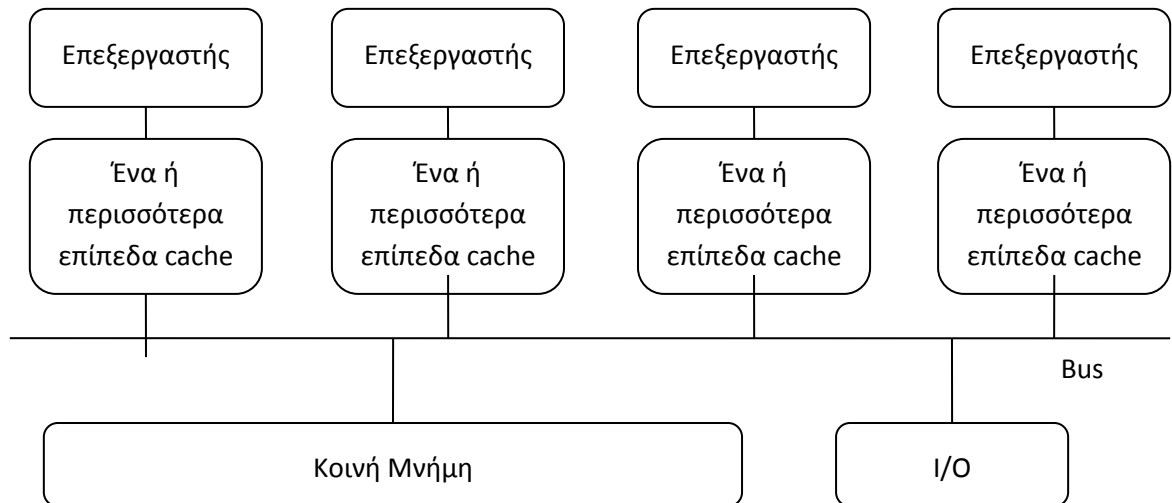 Επεξεργαστής
Επεξεργαστής
Επεξεργαστής
Επεξεργαστής
Ένα ή
περισσότερα
επίπεδα cache
Ένα ή
περισσότερα
επίπεδα cache
Ένα ή
περισσότερα
επίπεδα cache
Ένα ή
περισσότερα
επίπεδα cache
Bus
Κοινή Μνήμη
I/O